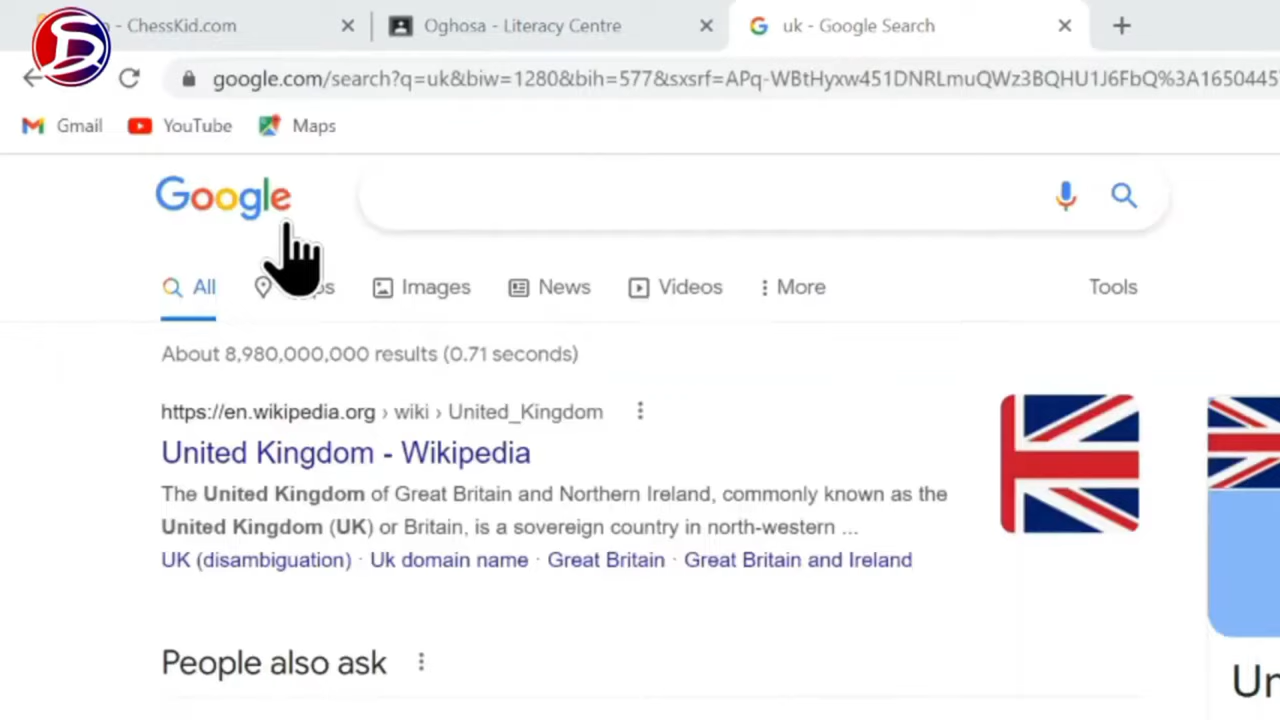 - ChessKid.com
Oghosa - Literacy Centre
uk - Google Search
google.com/search?q=uk&biw=1280&bih=577&sxsrf=APq-WBtHyxw451DNRLmuQWz3BQHU1J6FbQ%3A16504457
Gmail
YouTube
Maps
Google
All
Images
News
Videos
More
Tools
About 8,980,000,000 results (0.71 seconds)
https://en.wikipedia.org › wiki › United_Kingdom
United Kingdom - Wikipedia
The United Kingdom of Great Britain and Northern Ireland, commonly known as the
United Kingdom (UK) or Britain, is a sovereign country in north-western ...
UK (disambiguation) · Uk domain name · Great Britain · Great Britain and Ireland
People also ask
Un